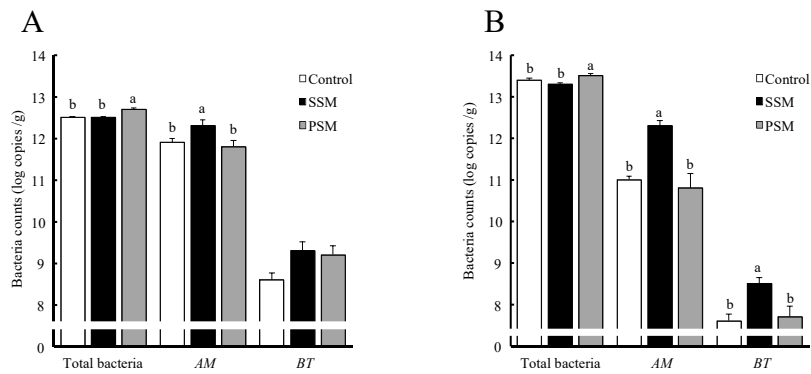 A
Bacteria counts (log copies /g)
14
13
12
11
10
9
8
0
b b a
b a b
Control
SSM
PSM
Total bacteria AM BT
B
Bacteria counts (log copies /g)
14
13
12
11
10
9
8
0
b b a
b a b
b a b
Control
SSM
PSM
Total bacteria AM BT